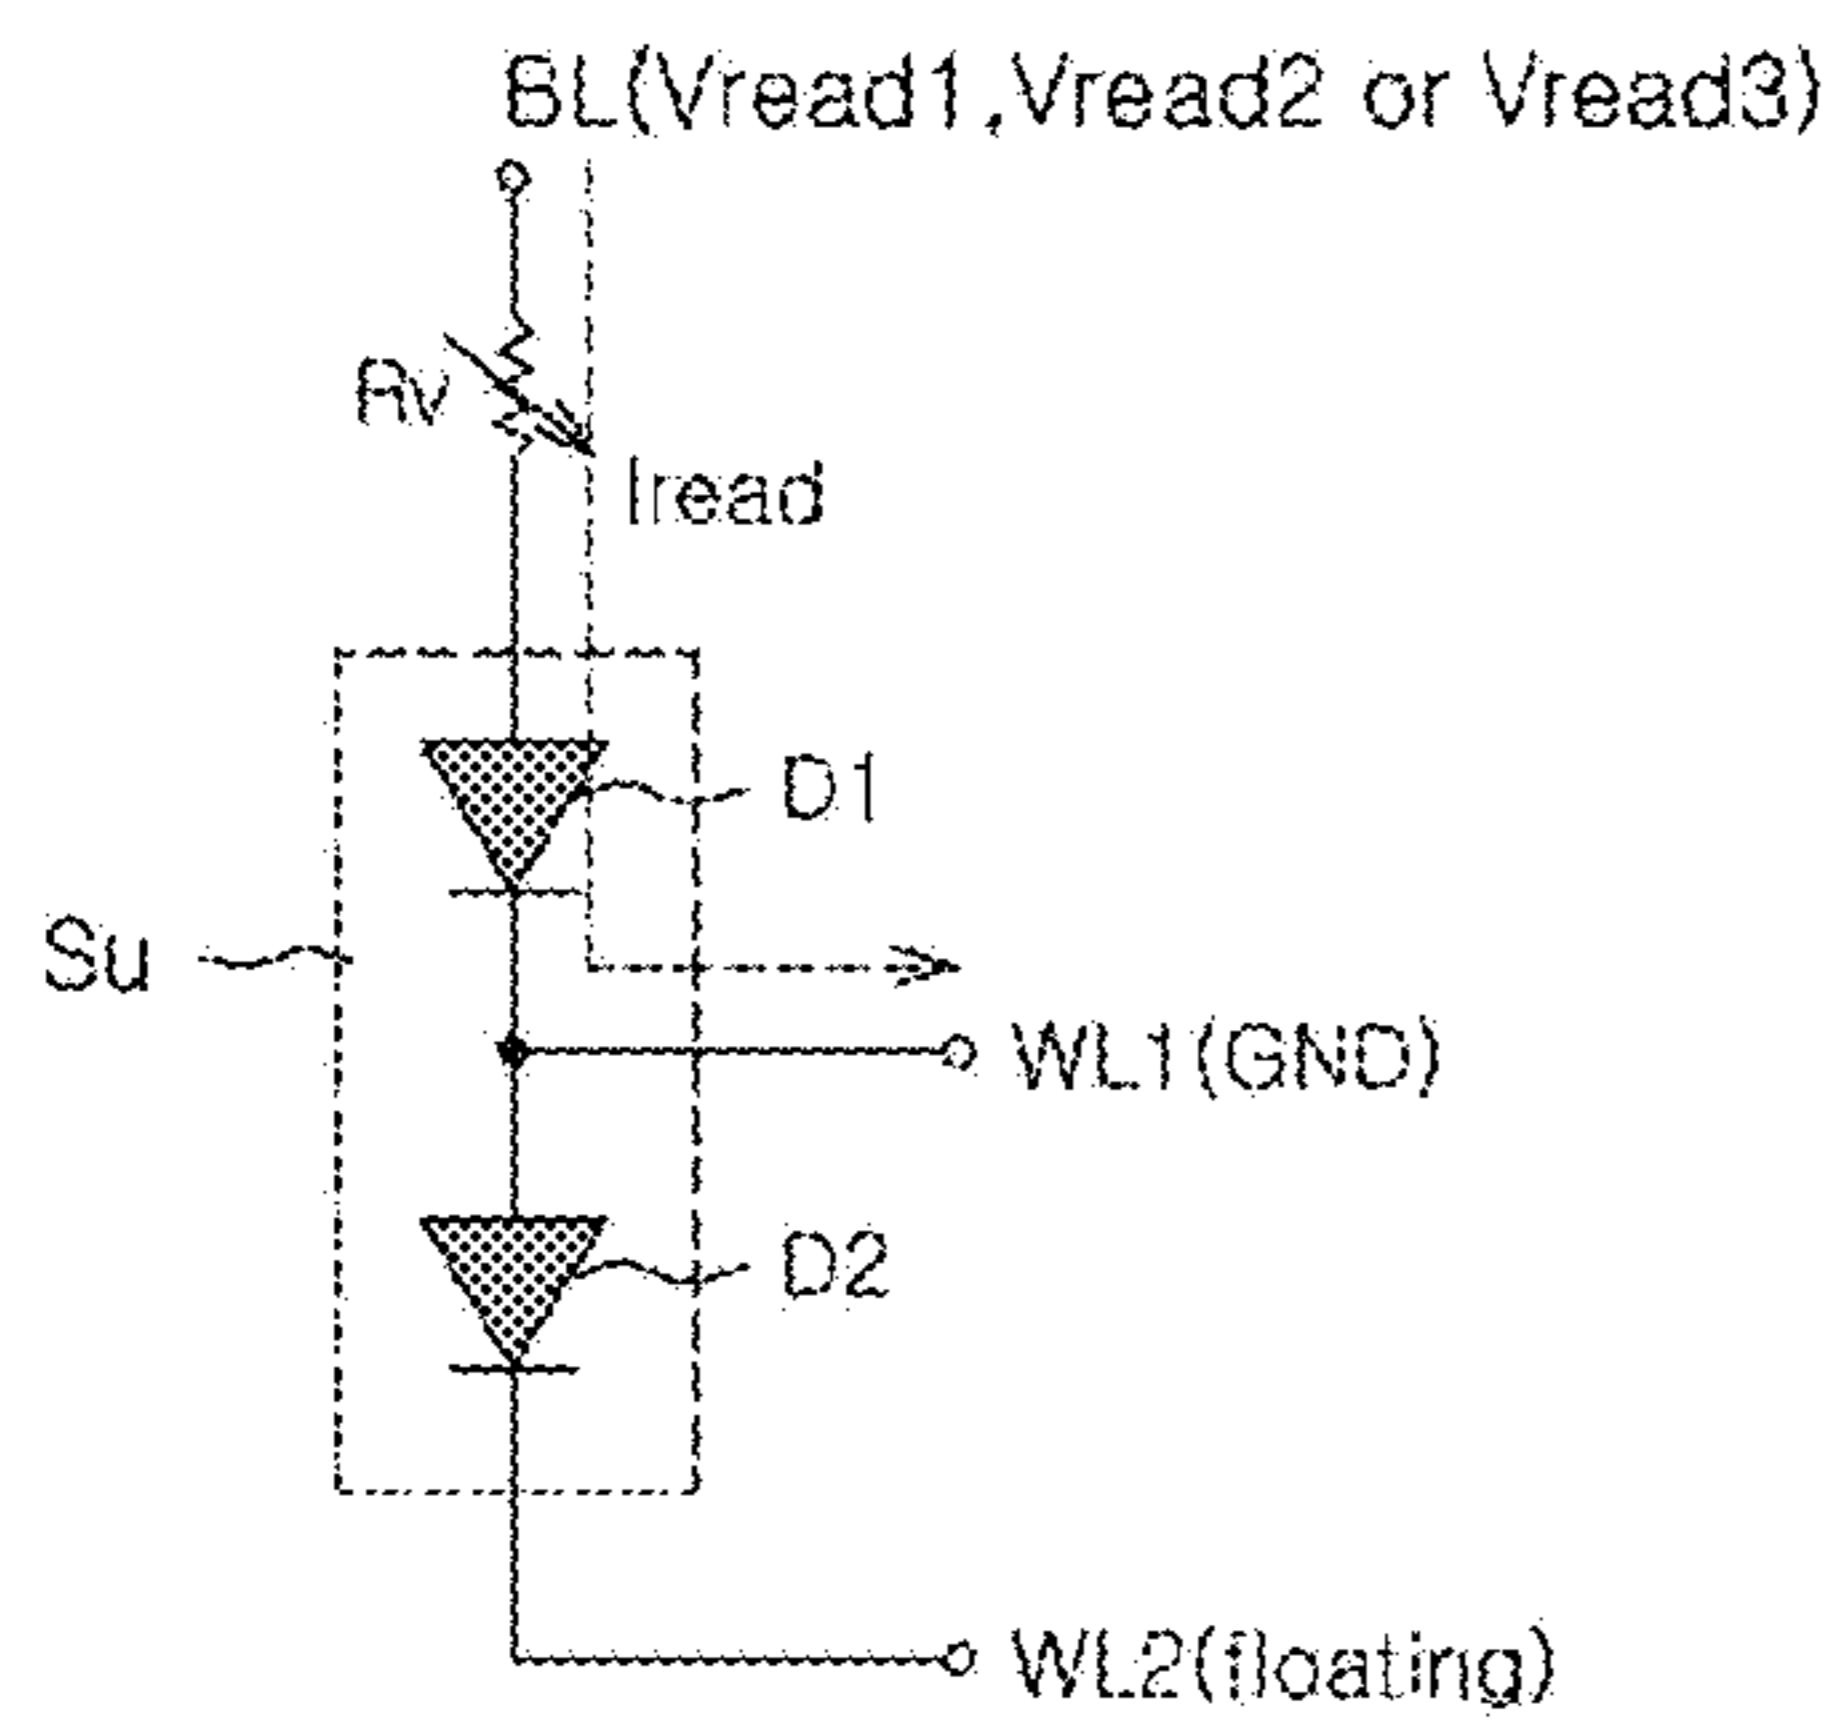 BL(Vread1,Vread2 or Vread3)
Rv
Iread
D1
Su
WL1(GND)
D2
WL2(floating)